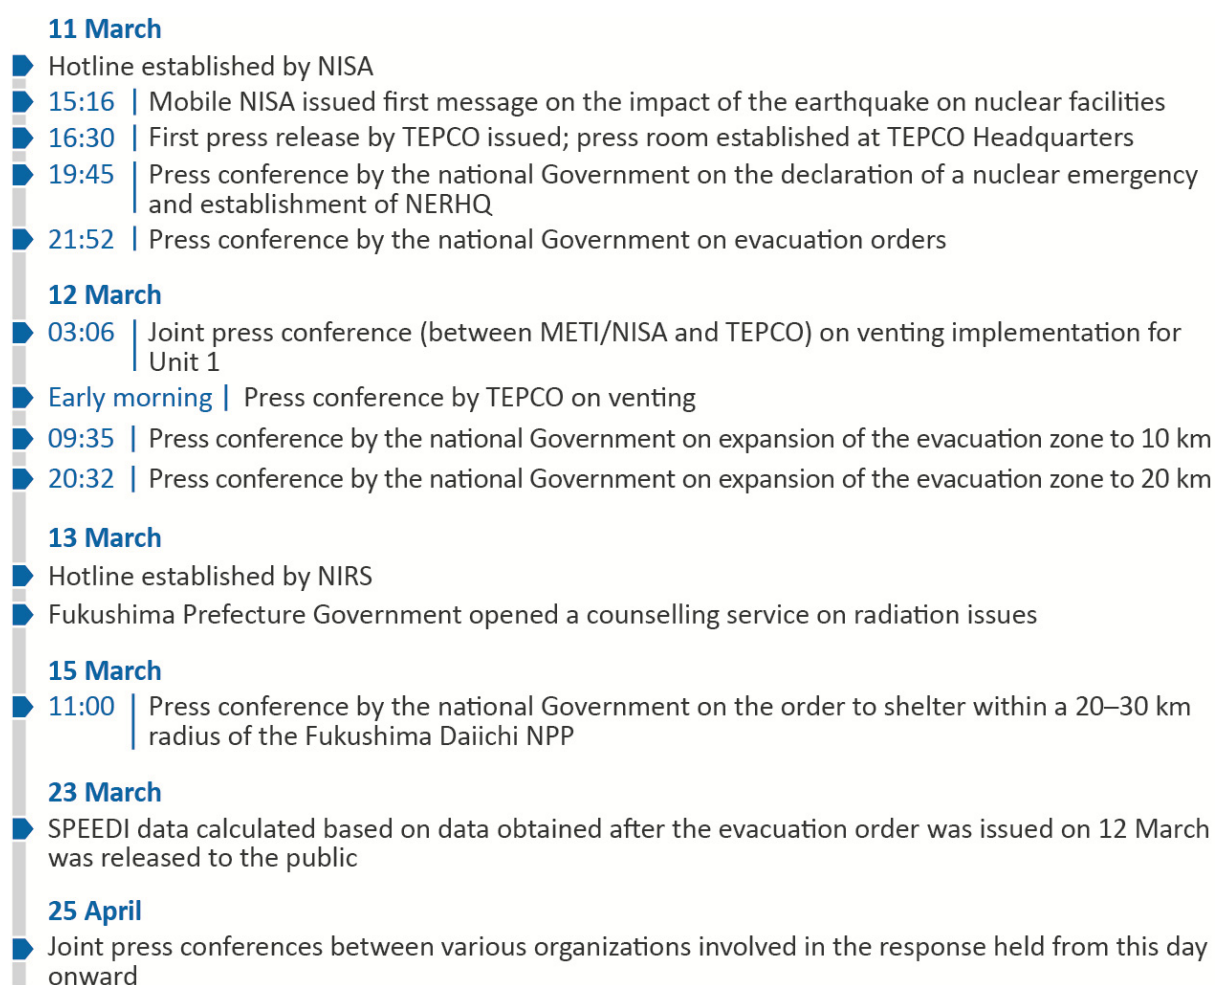 11 March
Hotline established by NISA
15:16 | Mobile NISA issued first message on the impact of the earthquake on nuclear facilities
16:30 | First press release by TEPCO issued; press room established at TEPCO Headquarters
19:45 | Press conference by the national Government on the declaration of a nuclear emergency
and establishment of NERHQ
21:52 | Press conference by the national Government on evacuation orders
12 March
03:06 | Joint press conference (between METI/NISA and TEPCO) on venting implementation for
Unit 1
Early morning | Press conference by TEPCO on venting
09:35 | Press conference by the national Government on expansion of the evacuation zone to 10 km
20:32 | Press conference by the national Government on expansion of the evacuation zone to 20 km
13 March
Hotline established by NIRS
Fukushima Prefecture Government opened a counselling service on radiation issues
15 March
11:00 | Press conference by the national Government on the order to shelter within a 20–30 km
radius of the Fukushima Daiichi NPP
23 March
SPEEDI data calculated based on data obtained after the evacuation order was issued on 12 March
was released to the public
25 April
Joint press conferences between various organizations involved in the response held from this day
onward